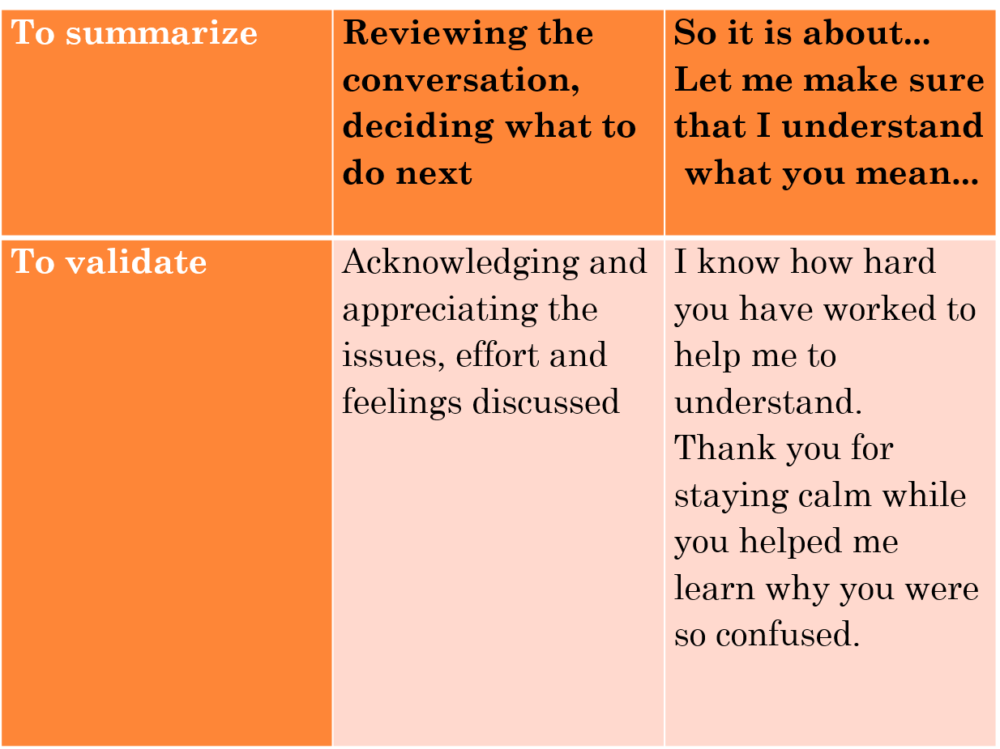 To summarize
Reviewing the
conversation,
deciding what to
do next
So it is about...
Let me make sure
that I understand
what you mean...
To validate
Acknowledging and
appreciating the
issues, effort and
feelings discussed
I know how hard
you have worked to
help me to
understand.
Thank you for
staying calm while
you helped me
learn why you were
so confused.